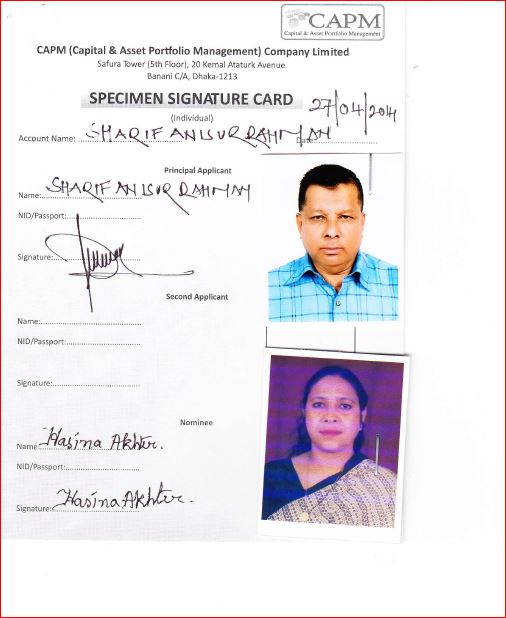 CAPM
Capital & Asset Portfolio Management
CAPM (Capital & Asset Portfolio Management) Company Limited
Safura Tower (5th Floor), 20 Kemal Ataturk Avenue
Banani C/A, Dhaka-1213
SPECIMEN SIGNATURE CARD
27/04/2011
(Individual)
Account Name: SHARIF ANISUR RAHMAN Date
Principal Applicant
Name: SHARIF ANISUR RAHMAN
NID/Passport:
Signature:
Second Applicant
Name:
NID/Passport:
Signature:
Nominee
Name: Hasina Akhter.
NID/Passport:
Signature: Hasina Akhter.